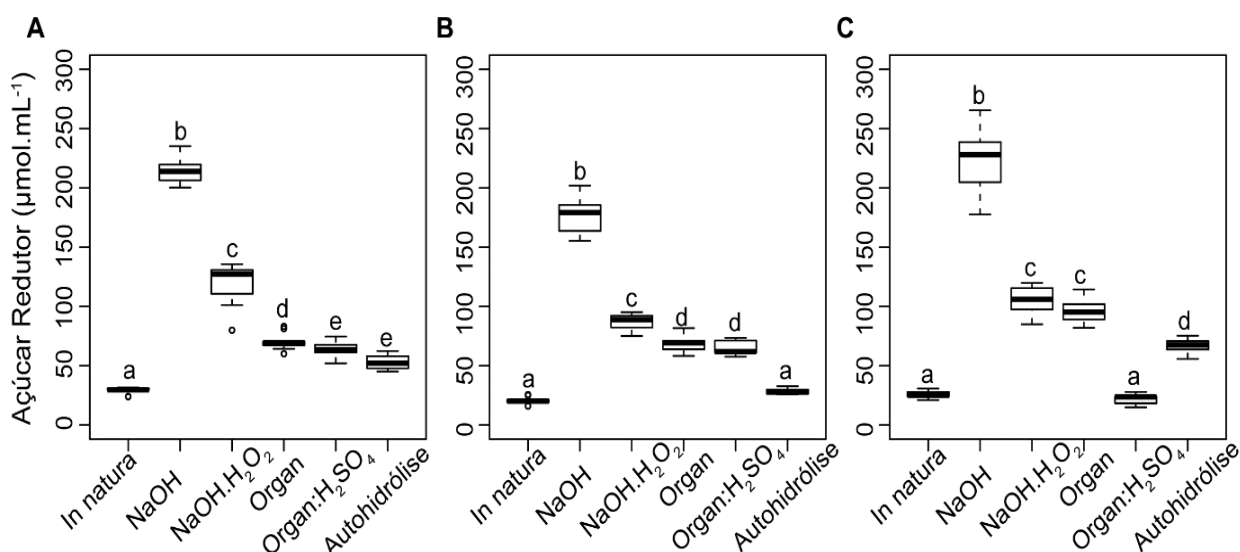 A
B
C
Açúcar Redutor (µmol.mL⁻¹)
300
250
200
150
100
50
0
a
b
c
d
e
e
In natura
NaOH
NaOH.H₂O₂
Organ
Organ:H₂SO₄
Autohidrólise
300
250
200
150
100
50
0
a
b
c
d
d
a
In natura
NaOH
NaOH.H₂O₂
Organ
Organ:H₂SO₄
Autohidrólise
300
250
200
150
100
50
0
a
b
c
c
a
d
In natura
NaOH
NaOH.H₂O₂
Organ
Organ:H₂SO₄
Autohidrólise